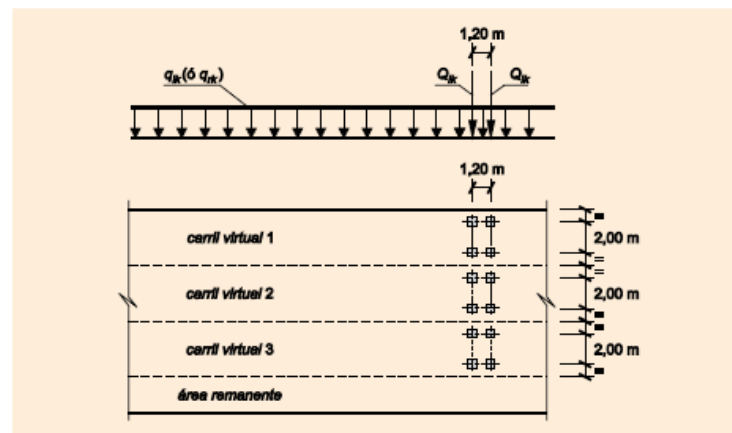 1,20 m
qik (ó qrk)
Qik
Qik
1,20 m
carril virtual 1
2,00 m
=
=
carril virtual 2
2,00 m
carril virtual 3
2,00 m
área remanente